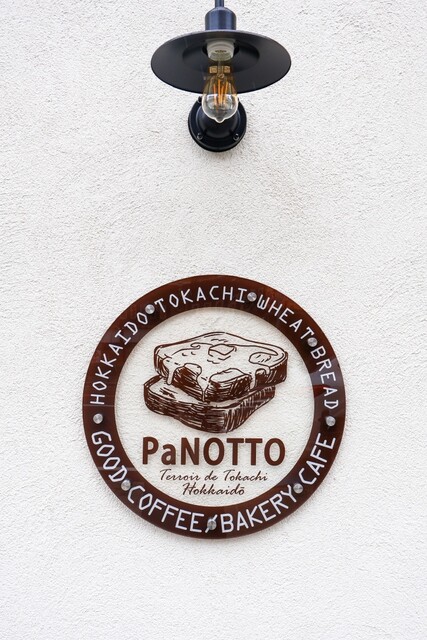 HOKKAIDO•TOKACHI•WHEAT•BREAD
PaNOTTO
Terroir de Tokachi
Hokkaidō
GOOD•COFFEE BAKERY•CAFE